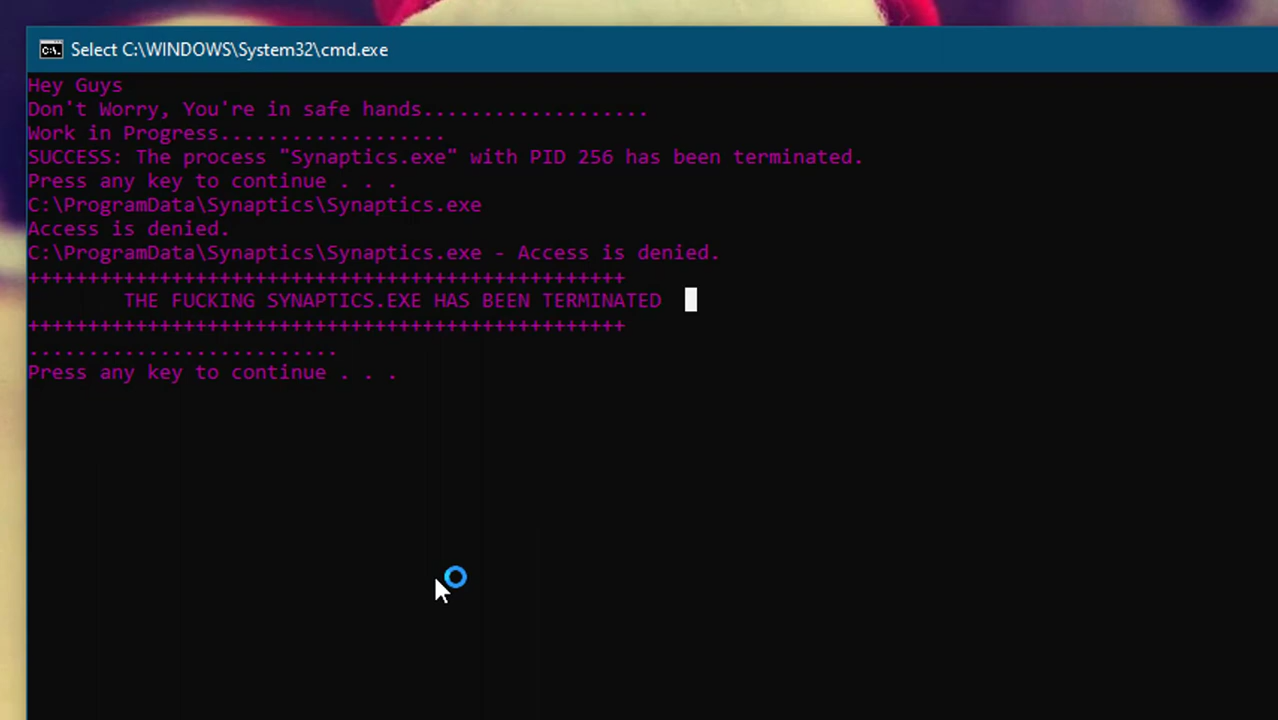 Select C:\WINDOWS\System32\cmd.exe
Hey Guys
Don't Worry, You're in safe hands...................
Work in Progress...................
SUCCESS: The process "Synaptics.exe" with PID 256 has been terminated.
Press any key to continue . . .
C:\ProgramData\Synaptics\Synaptics.exe
Access is denied.
C:\ProgramData\Synaptics\Synaptics.exe - Access is denied.
++++++++++++++++++++++++++++++++++++++++++++++++++
THE FUCKING SYNAPTICS.EXE HAS BEEN TERMINATED
++++++++++++++++++++++++++++++++++++++++++++++++++
..........................
Press any key to continue . . .